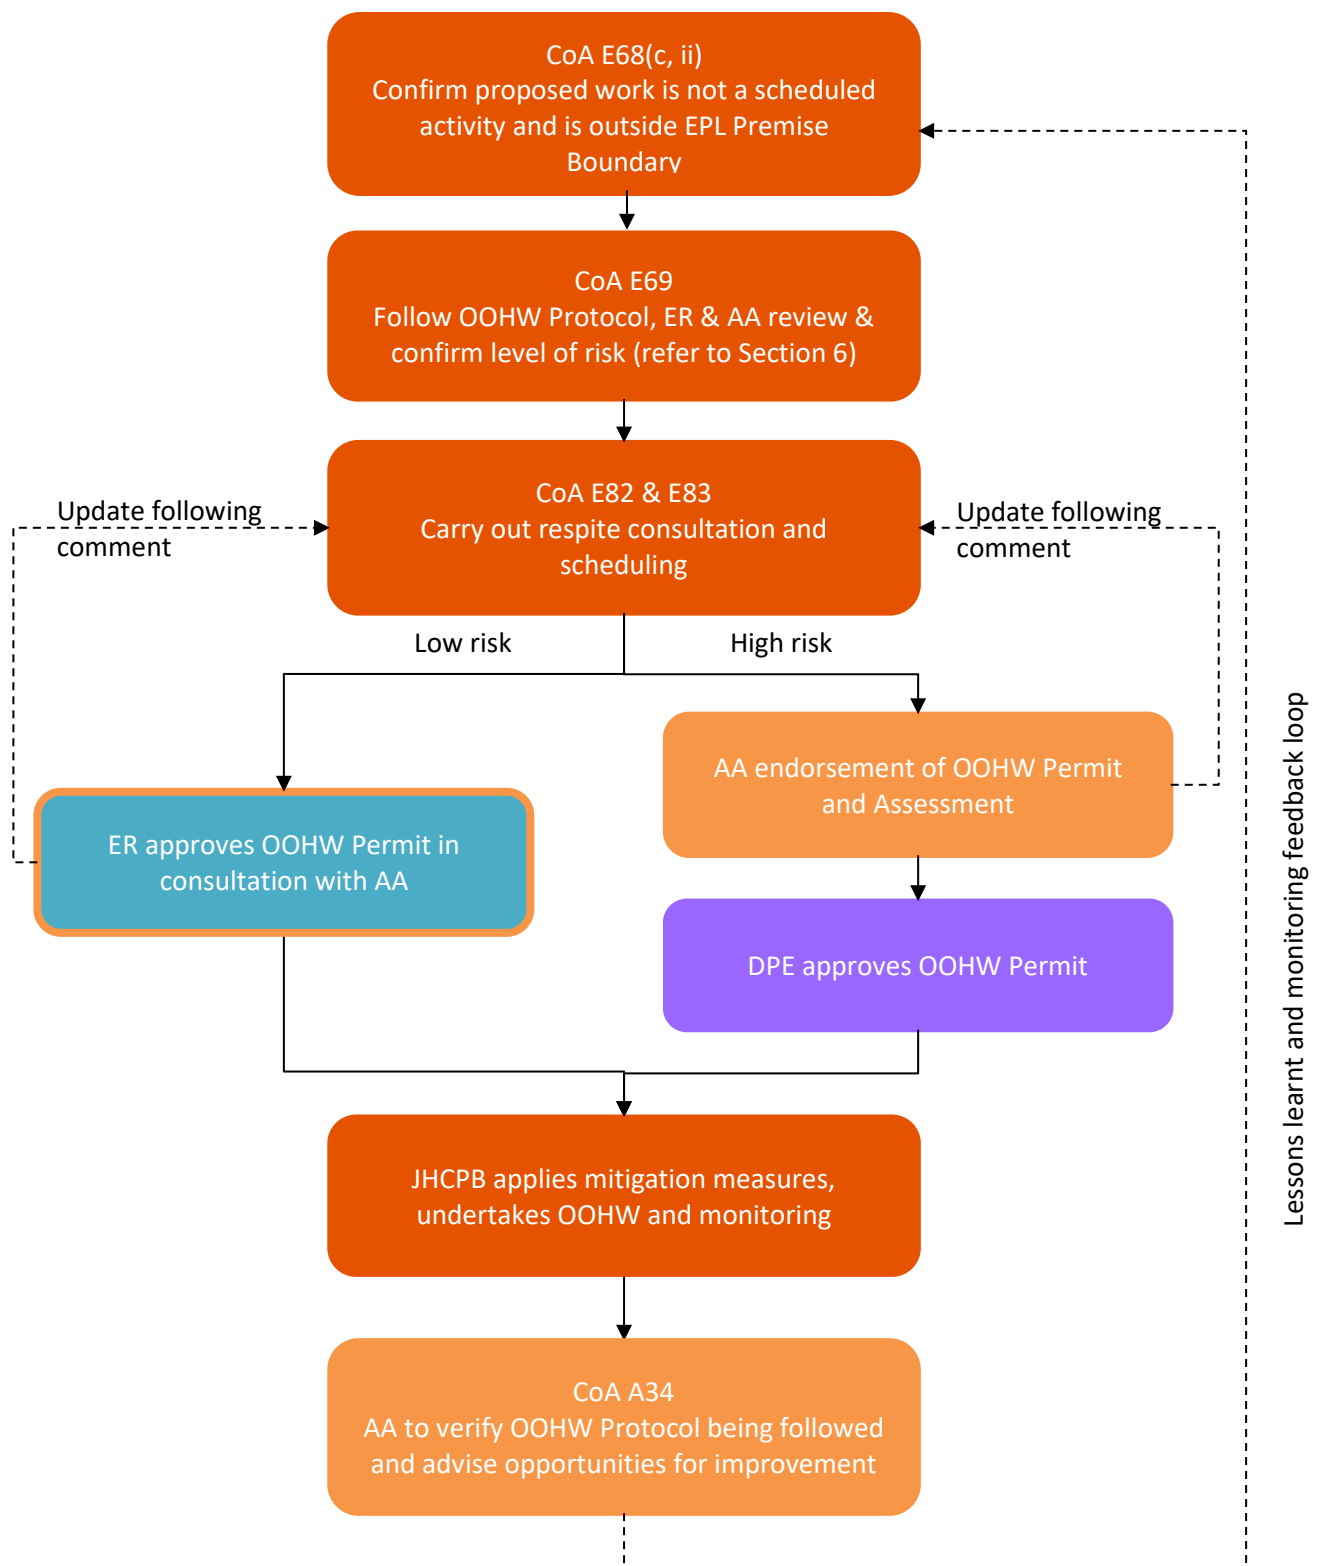 CoA E68(c, ii)
Confirm proposed work is not a scheduled
activity and is outside EPL Premise
Boundary
CoA E69
Follow OOHW Protocol, ER & AA review &
confirm level of risk (refer to Section 6)
Update following
comment
CoA E82 & E83
Carry out respite consultation and
scheduling
Update following
comment
Low risk
High risk
AA endorsement of OOHW Permit
and Assessment
ER approves OOHW Permit in
consultation with AA
DPE approves OOHW Permit
JHCPB applies mitigation measures,
undertakes OOHW and monitoring
CoA A34
AA to verify OOHW Protocol being followed
and advise opportunities for improvement
Lessons learnt and monitoring feedback loop